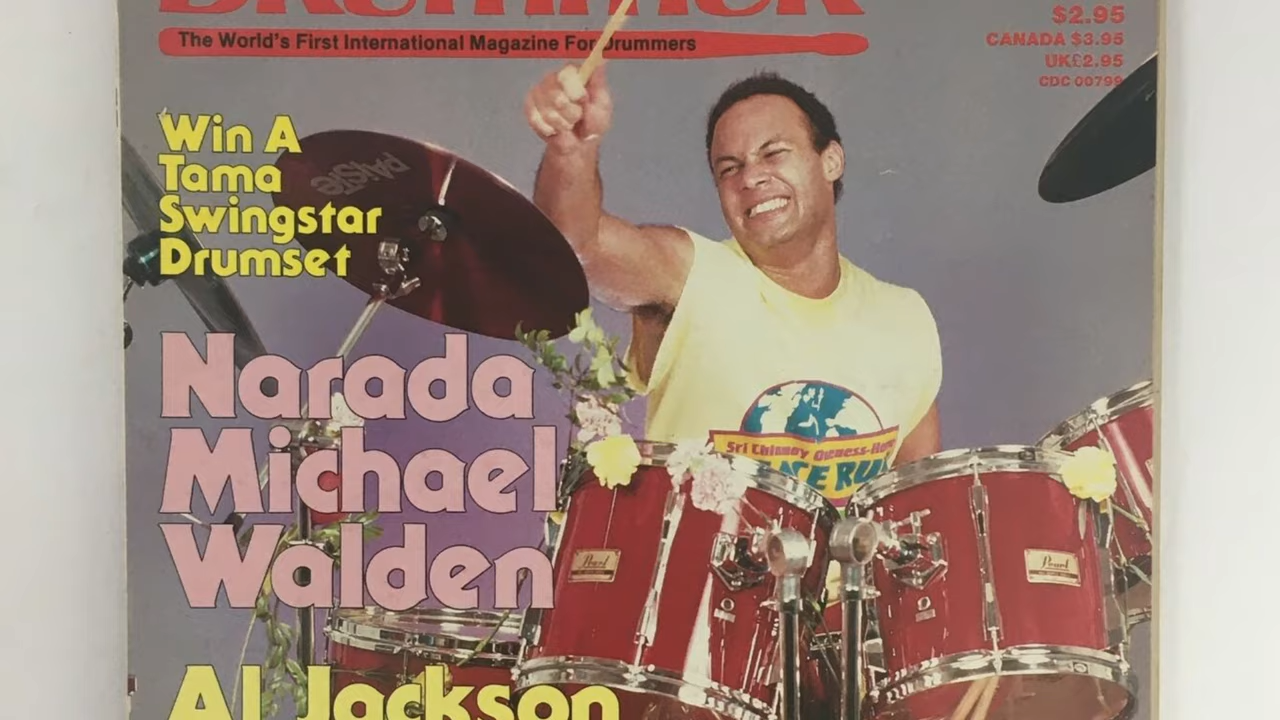 DRUMMER
The World's First International Magazine For Drummers
$2.95
CANADA $3.95
UK£2.95
CDC 00799
Win A
Tama
Swingstar
Drumset
PAISTE
Narada
Michael
Walden
Sri Chinmoy Oneness-Home
Pearl
Pearl
Al Jackson